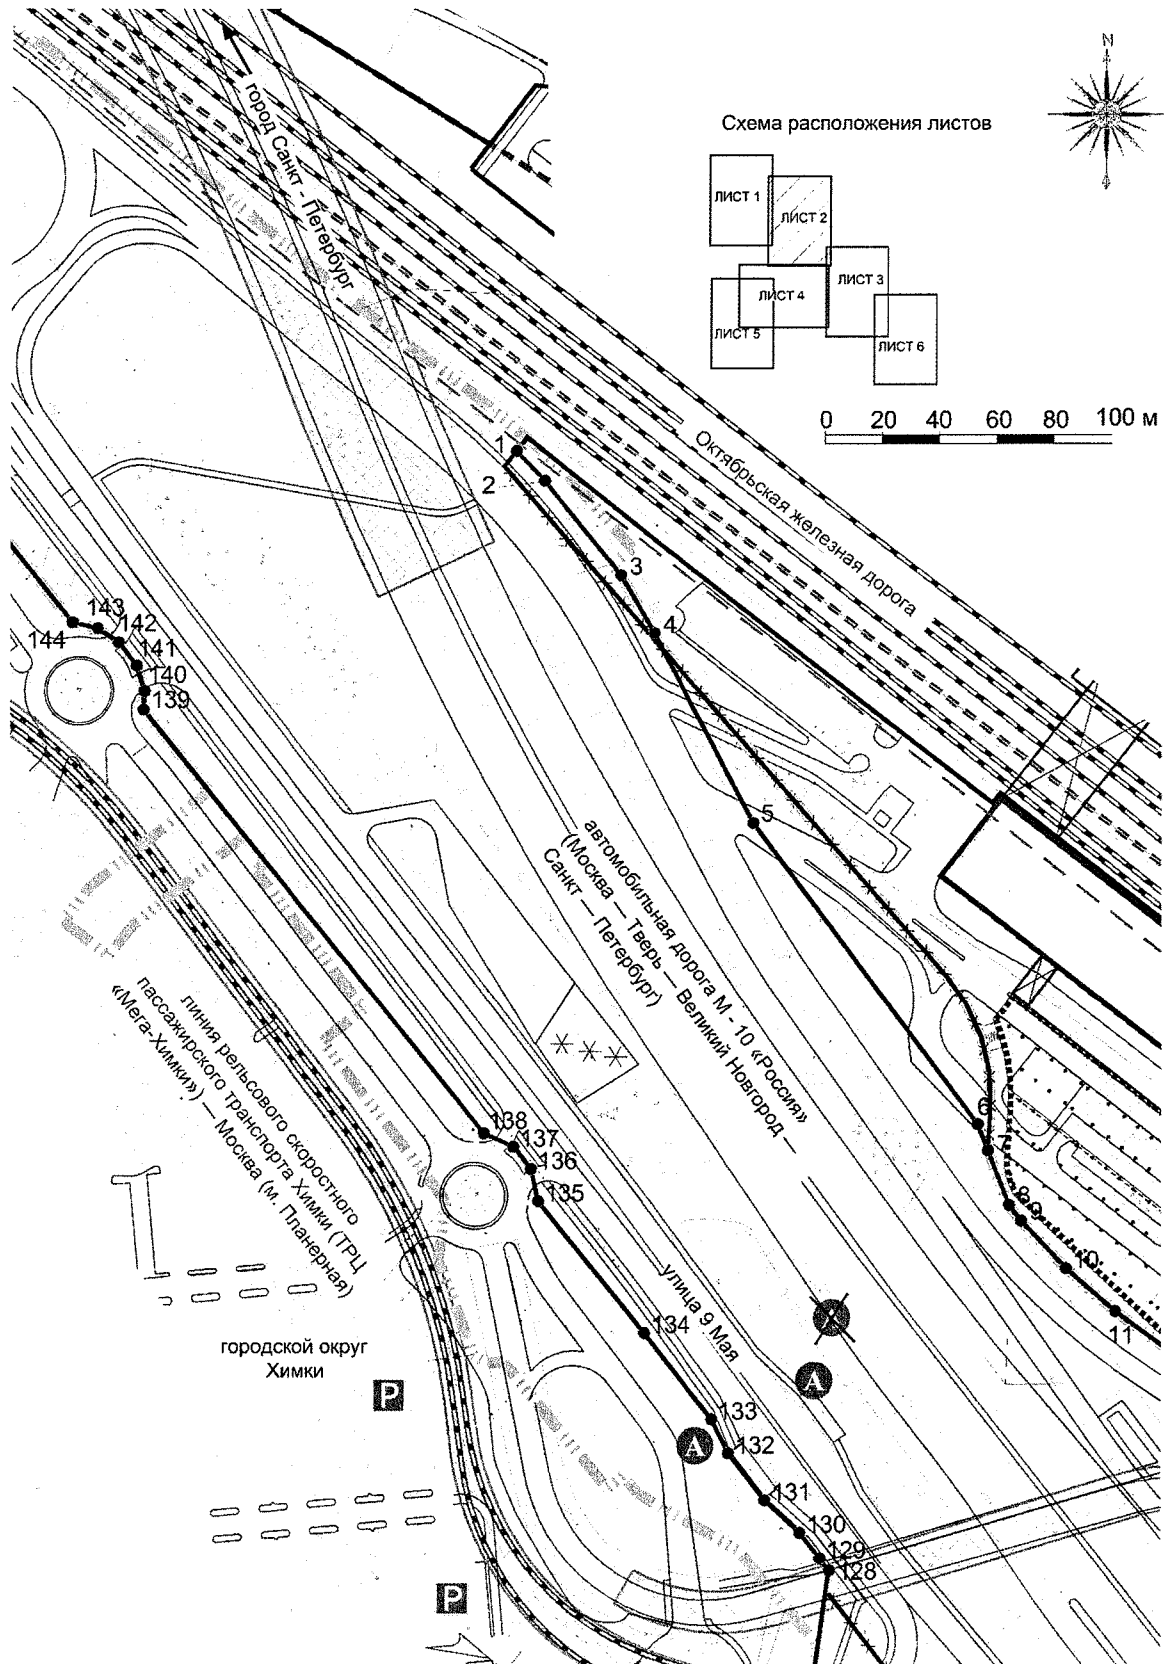 N
Схема расположения листов
ЛИСТ 1
ЛИСТ 2
ЛИСТ 3
ЛИСТ 4
ЛИСТ 5
ЛИСТ 6
0 20 40 60 80 100 м
город Санкт - Петербург
Октябрьская железная дорога
1
2
3
4
5
6
7
8
9
10
11
144
143
142
141
140
139
автомобильная дорога М - 10 «Россия»
(Москва — Тверь — Великий Новгород —
Санкт — Петербург)
линия рельсового скоростного
пассажирского транспорта Химки (ТРЦ
«Мега-Химки») — Москва (м. Планерная)
138
137
136
135
улица 9 Мая
134
133
132
131
130
129
128
городской округ
Химки
P
A
A
A
P